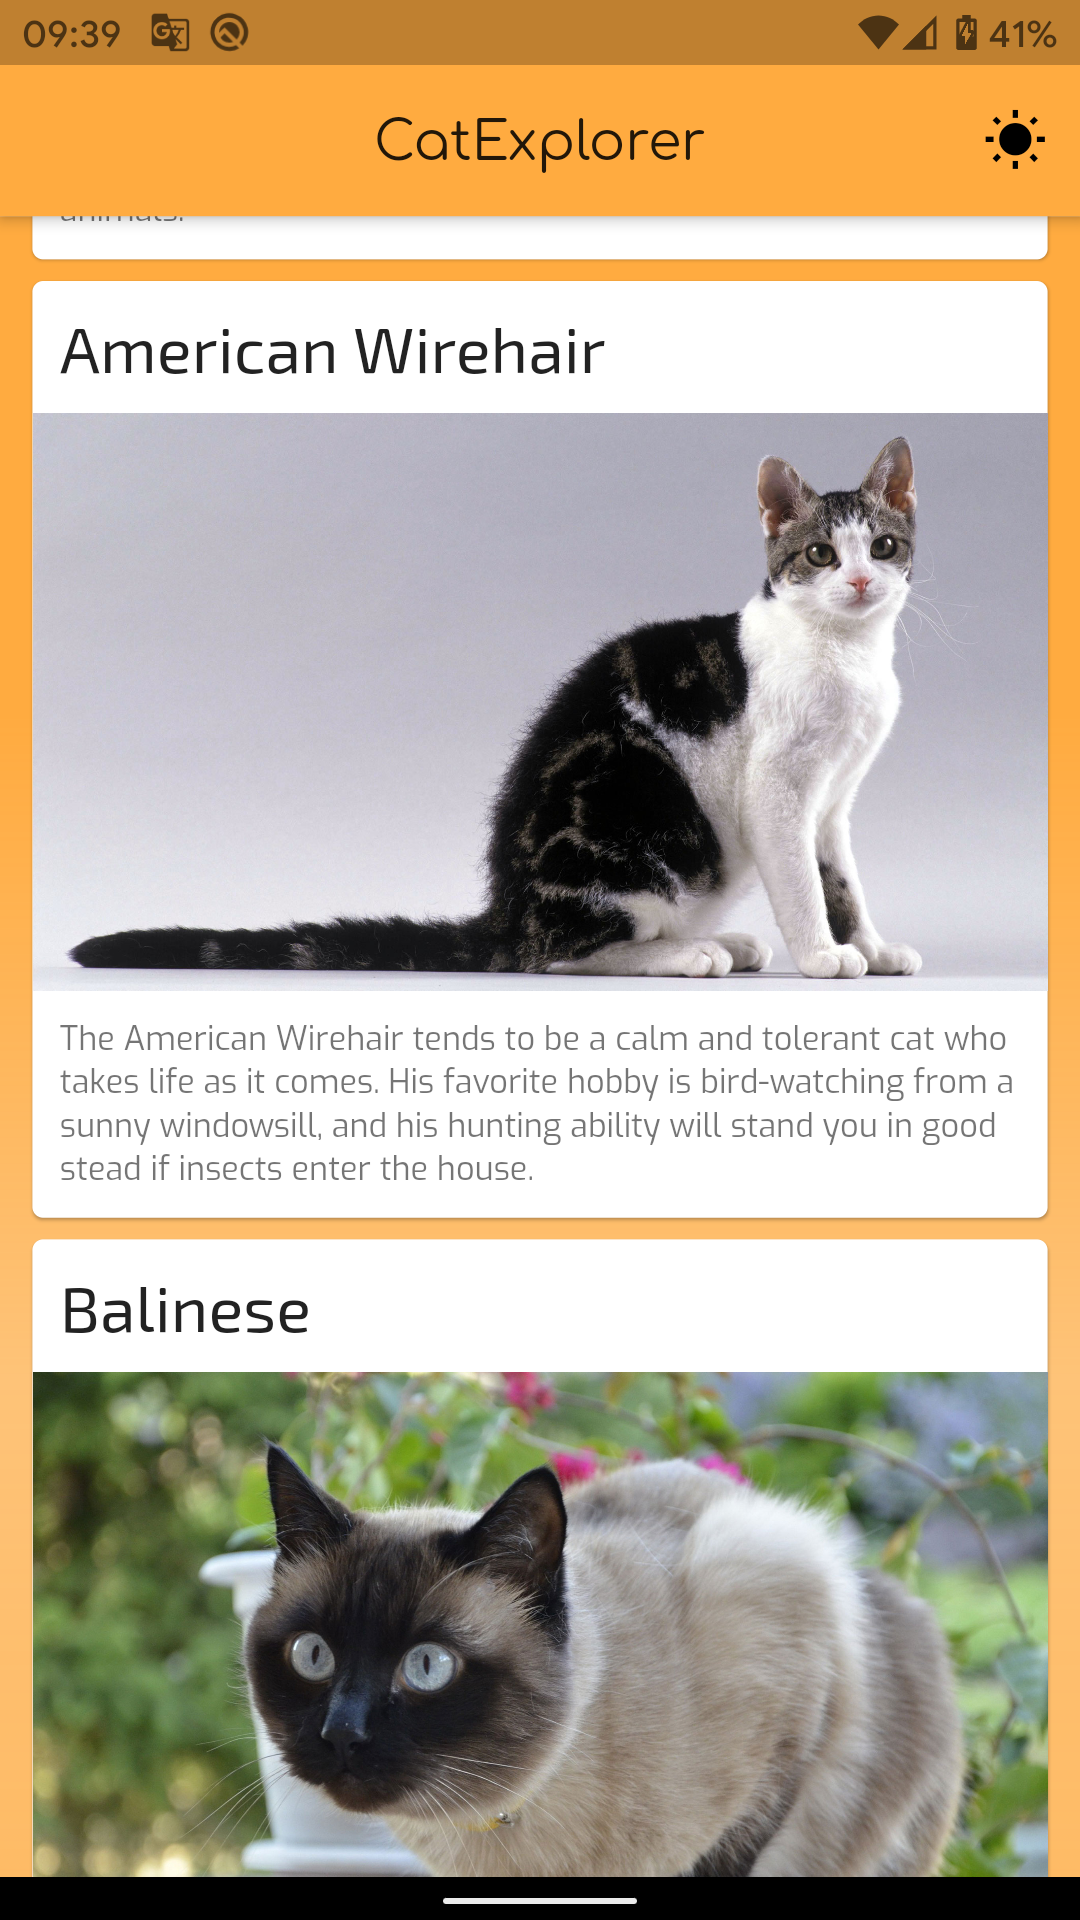 09:39
41%
CatExplorer
animals.
American Wirehair
The American Wirehair tends to be a calm and tolerant cat who
takes life as it comes. His favorite hobby is bird-watching from a
sunny windowsill, and his hunting ability will stand you in good
stead if insects enter the house.
Balinese